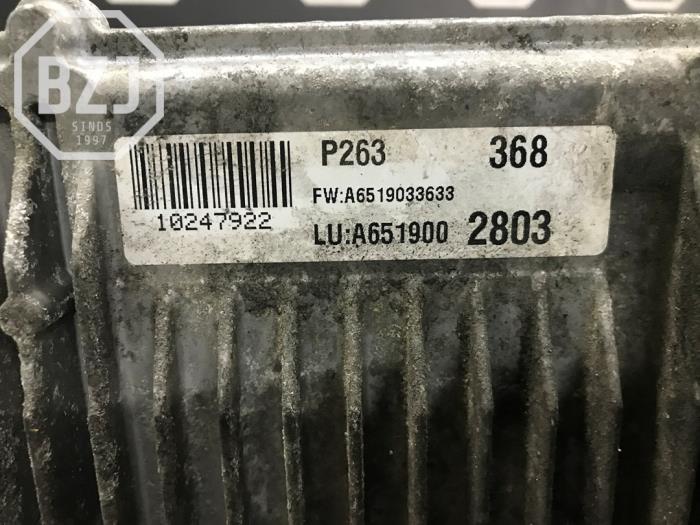 BZJ
SINDS
1997
P263 368
FW:A6519033633
10247922
LU:A651900 2803